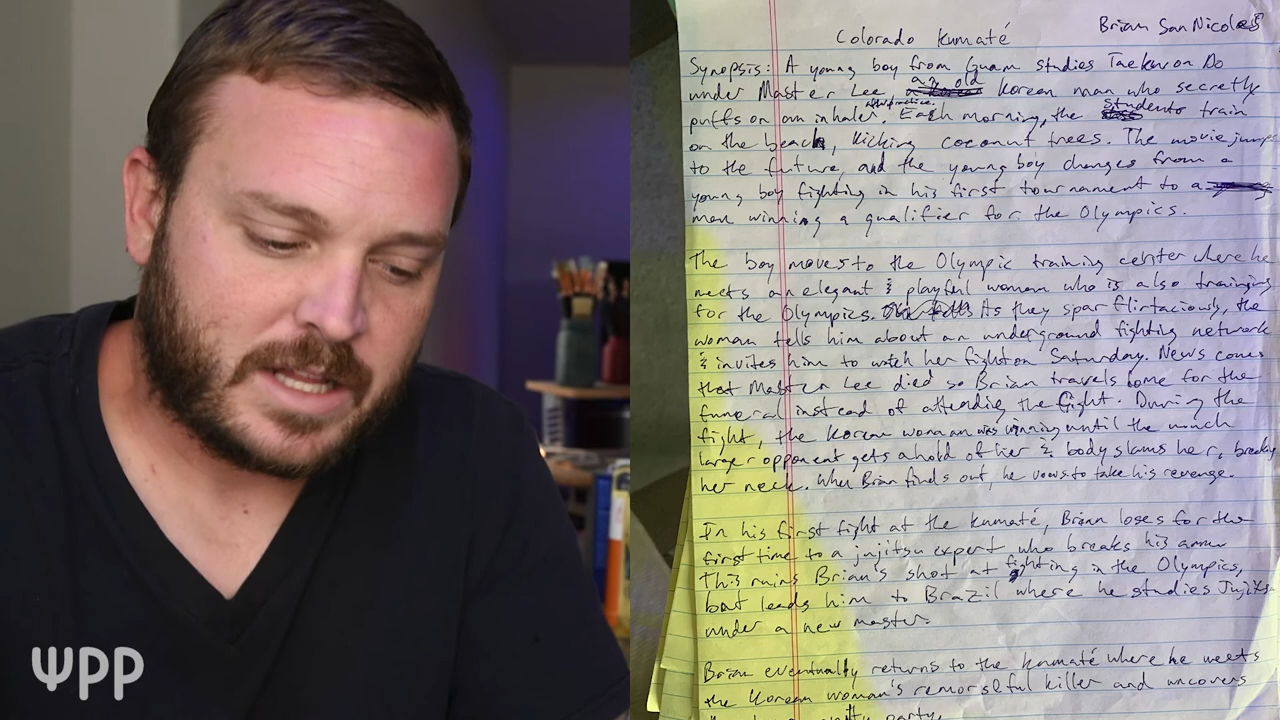 Colorado Kumaté
Brian San Nicolas
Synopsis: A young boy from Guam studies Taekwon Do
under Master Lee an old Korean man who secretly
puffs on an inhaler after practice. Each morning, the students train
on the beach, kicking coconut trees. The movie jumps
to the future, and the young boy changes from a
young boy fighting in his first tournament to a
man winning a qualifier for the Olympics.
The boy moves to the Olympic training center where he
meets an elegant & playful woman who is also training
for the Olympics. As they spar flirtaciously, the
woman tells him about an underground fighting network
& invites him to watch her fight on Saturday. News comes
that Master Lee died so Brian travels home for the
funeral instead of attending the fight. During the
fight, the Korean woman was winning until the much
larger opponent gets ahold of her & body slams her, breaking
her neck. When Brian finds out, he vows to take his revenge.
In his first fight at the Kumaté, Brian loses for the
first time to a jujitsu expert who breaks his arm
This ruins Brian's shot at fighting in the Olympics,
but leads him to Brazil where he studies Jujitsu
under a new master.
Brian eventually returns to the Kumaté where he meets
the Korean woman's remorseful killer and uncovers
party.
ΨPP